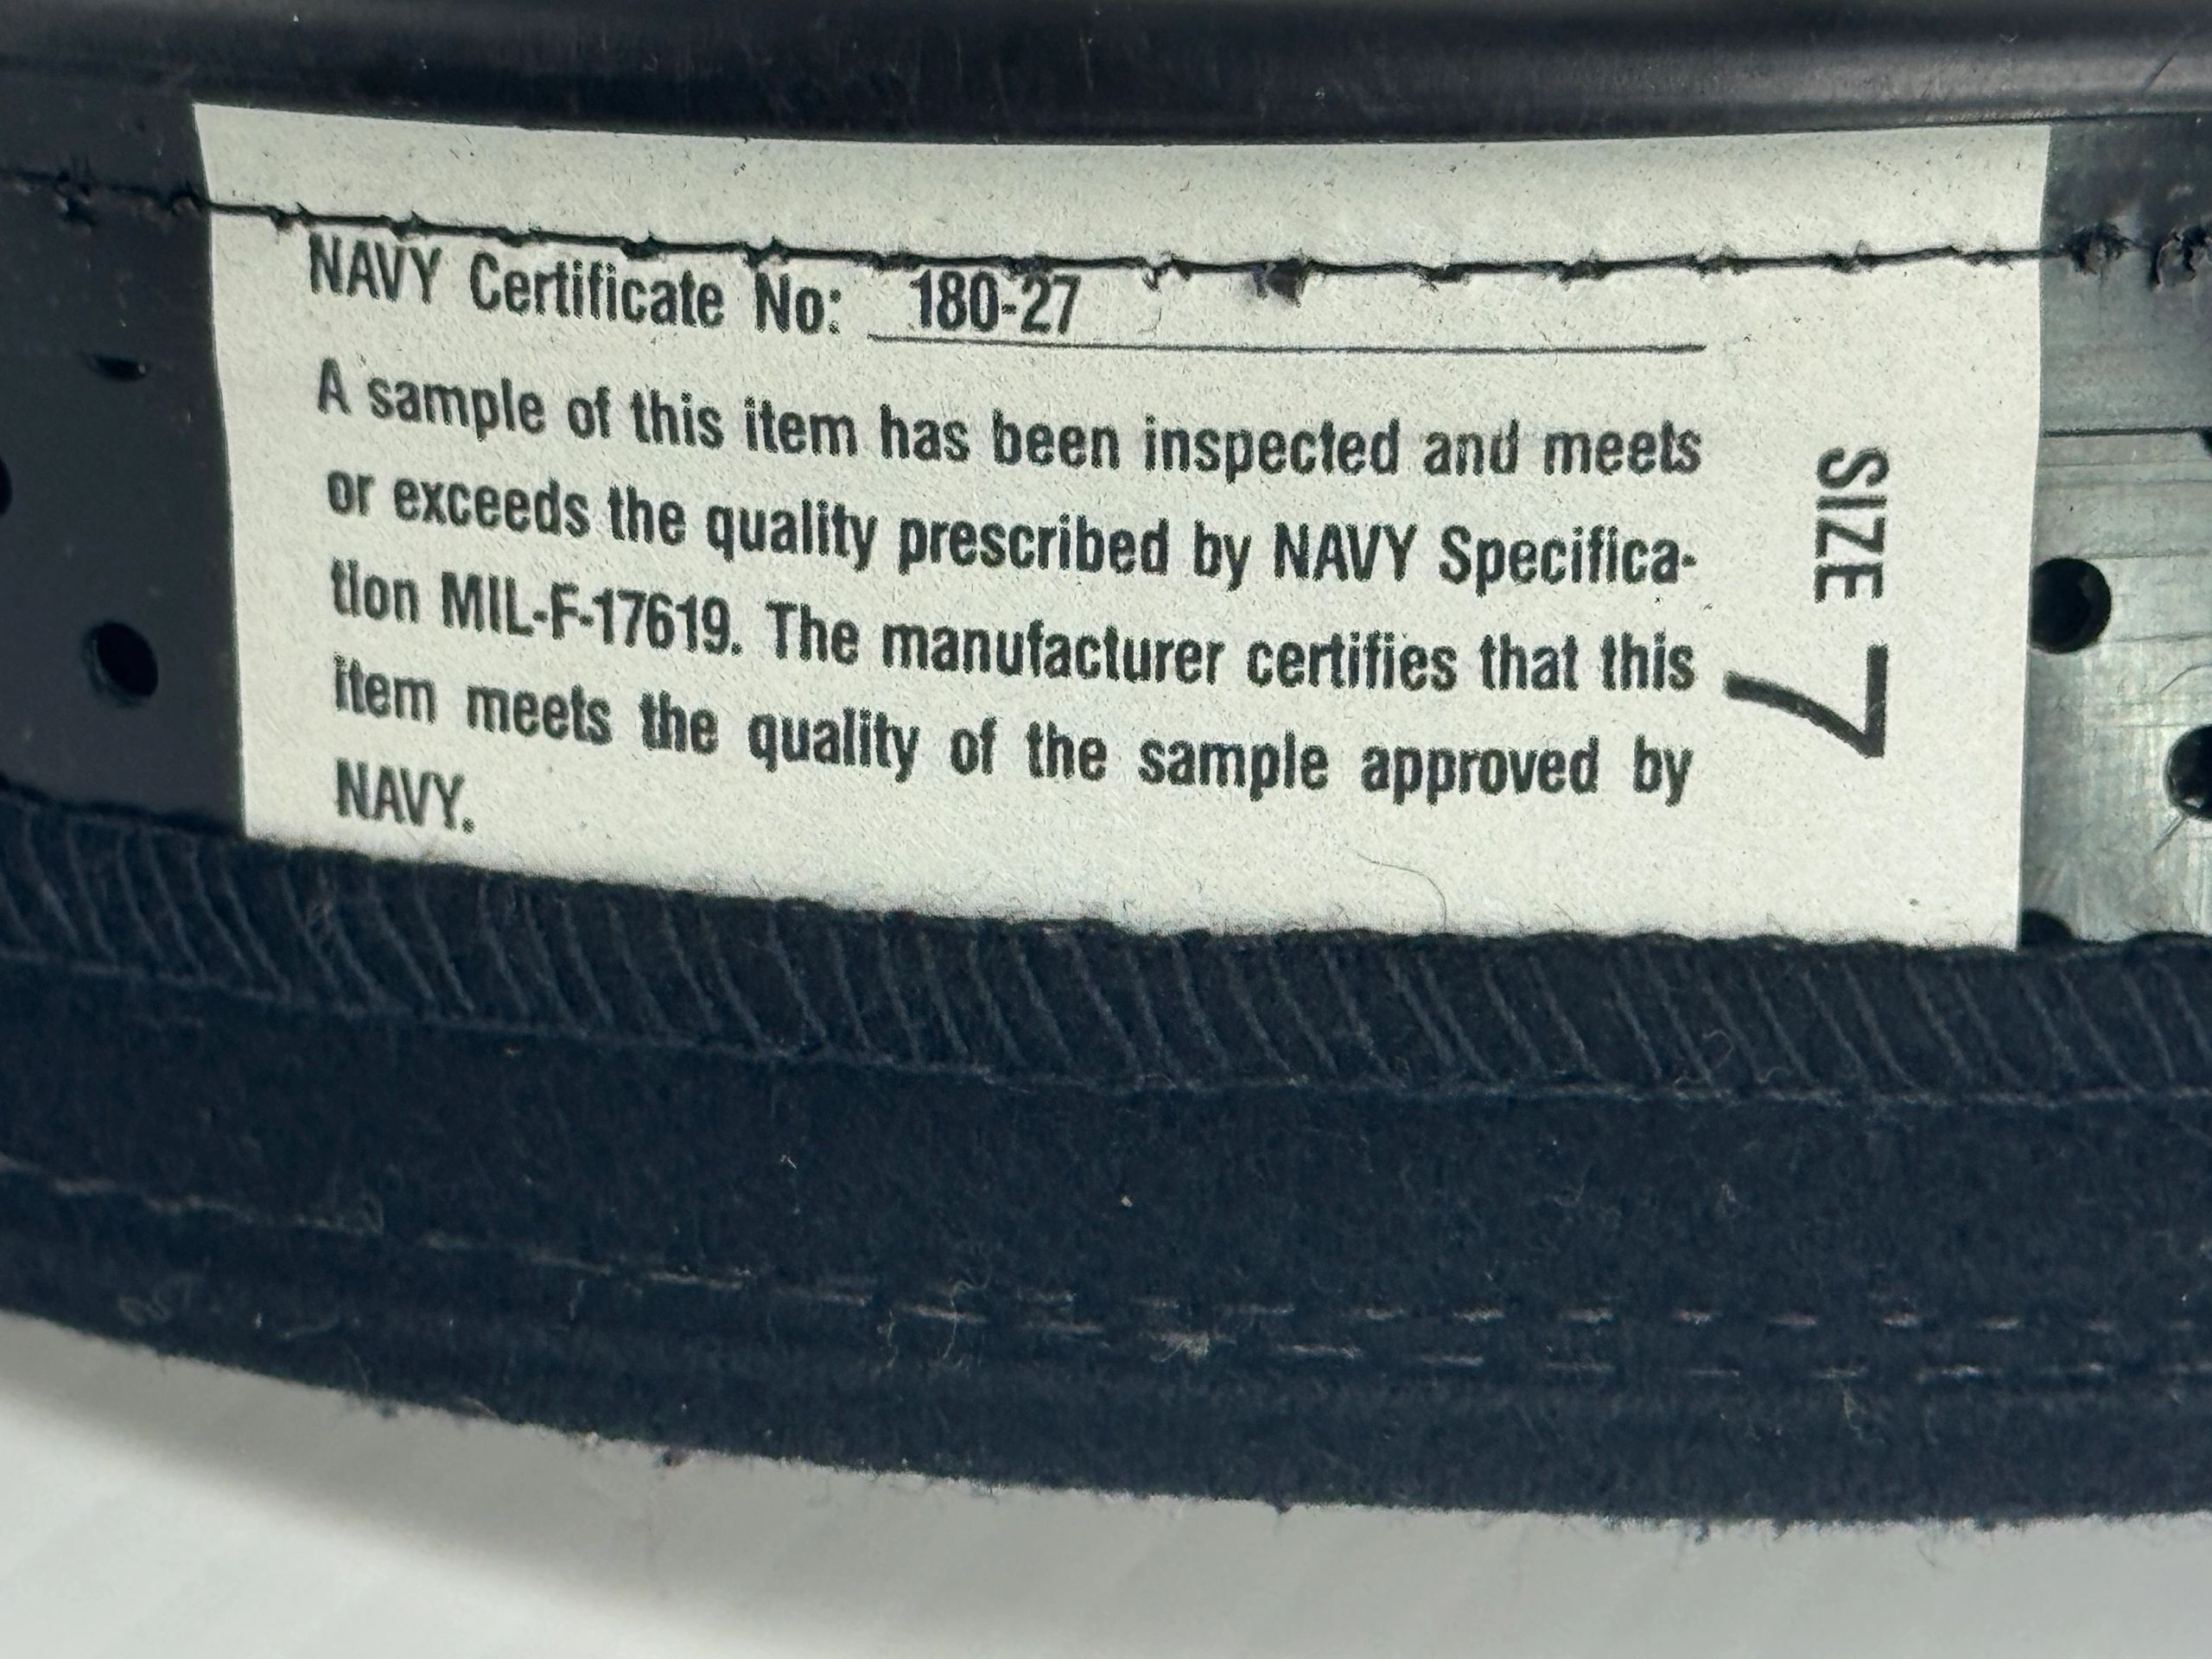 NAVY Certificate No: 180-27
A sample of this item has been inspected and meets
or exceeds the quality prescribed by NAVY Specifica-
tion MIL-F-17619. The manufacturer certifies that this
item meets the quality of the sample approved by
NAVY.
SIZE 7